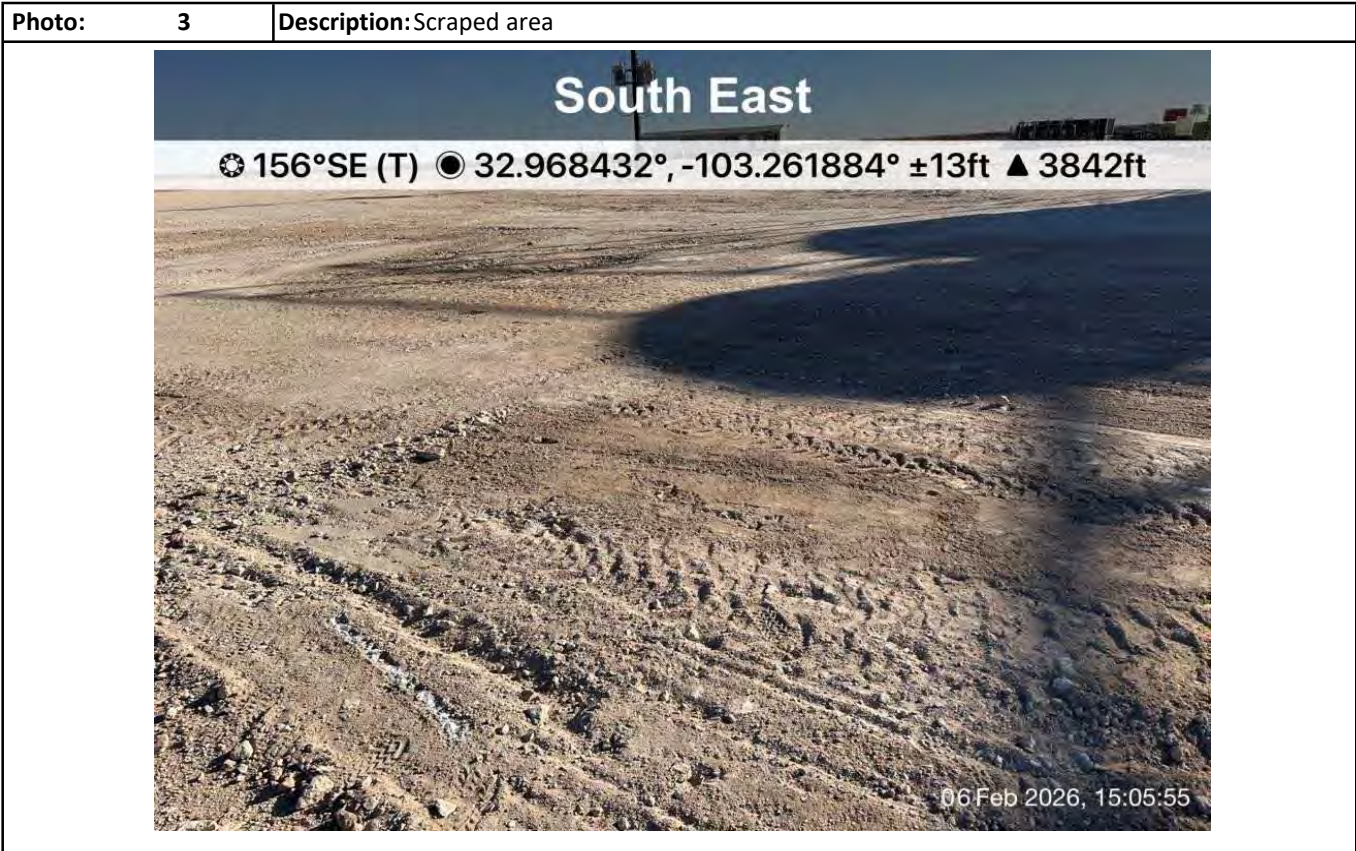 Photo: 3 Description: Scraped area
South East
156°SE (T) 32.968432°, -103.261884° ±13ft ▲ 3842ft
06 Feb 2026, 15:05:55